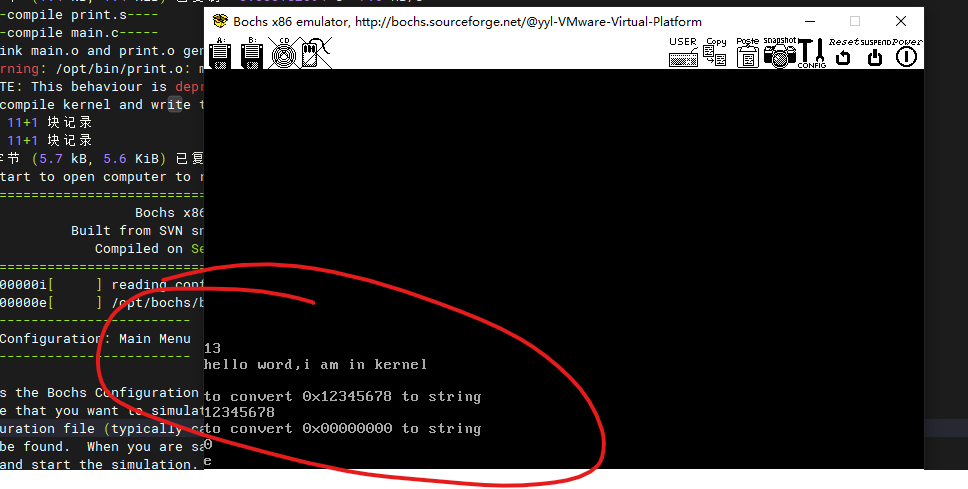 -compile print.s----
Bochs x86 emulator, http://bochs.sourceforge.net/@yyl-VMware-Virtual-Platform
-compile main.c-----
A: B: CD USER Copy Paste snapshot CONFIG Reset SUSPEND Power
ink main.o and print.o ger
rning: /opt/bin/print.o: m
TE: This behaviour is depr
compile kernel and write t
11+1 块记录
11+1 块记录
字节 (5.7 kB, 5.6 KiB) 已复
tart to open computer to r
========================
Bochs x86
Built from SVN sn
Compiled on Se
========================
00000i[     ] reading conf
00000e[     ] /opt/bochs/b
------------------------
Configuration: Main Menu
------------------------
13
hello word,i am in kernel
s the Bochs Configuration
to convert 0x12345678 to string
e that you want to simulat
12345678
uration file (typically ca
to convert 0x00000000 to string
be found.  When you are sa
0
and start the simulation.
e